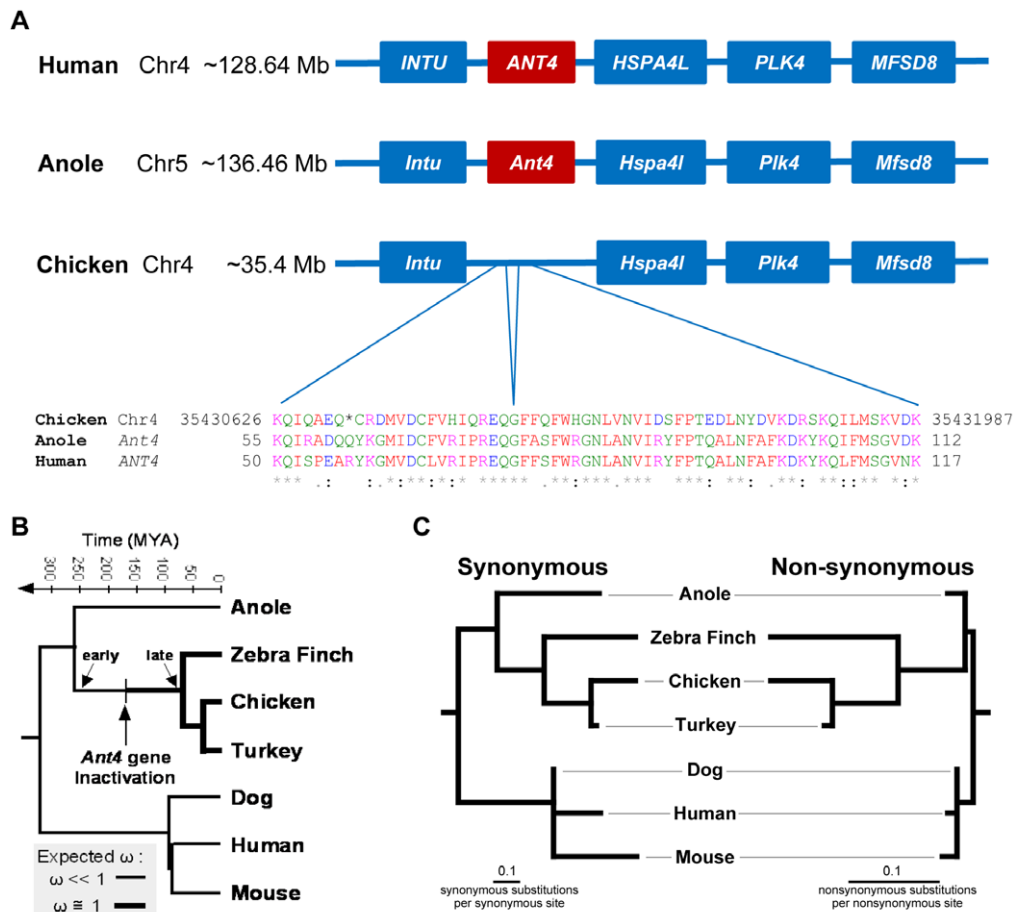 A
Human Chr4 ~128.64 Mb INTU ANT4 HSPA4L PLK4 MFSD8
Anole Chr5 ~136.46 Mb Intu Ant4 Hspa4l Plk4 Mfsd8
Chicken Chr4 ~35.4 Mb Intu Hspa4l Plk4 Mfsd8
Chicken Chr4 35430626 KQIQAEQ*CRDMVDCFVHIQREQGFFQFWHGNLVNVIDSFPTEDLNYDVKDRSKQILMSKVDK 35431987
Anole Ant4 55 KQIRADQQYKGMIDCFVRIPREQGFASFWRGNLANVIRYFPTQALNFAFKDKYKQIFMSGVDK 112
Human ANT4 50 KQISPEARYKGMVDCLVRIPREQGFFSFWRGNLANVIRYFPTQALNFAFKDKYKQLFMSGVNK 117
B
Time (MYA)
300 250 200 150 100 50 0
Anole
early late Zebra Finch
Chicken
Turkey
Ant4 gene
Inactivation
Dog
Human
Mouse
Expected ω :
ω << 1
ω ≅ 1
C
Synonymous Non-synonymous
Anole
Zebra Finch
Chicken
Turkey
Dog
Human
Mouse
0.1 0.1
synonymous substitutions nonsynonymous substitutions
per synonymous site per nonsynonymous site